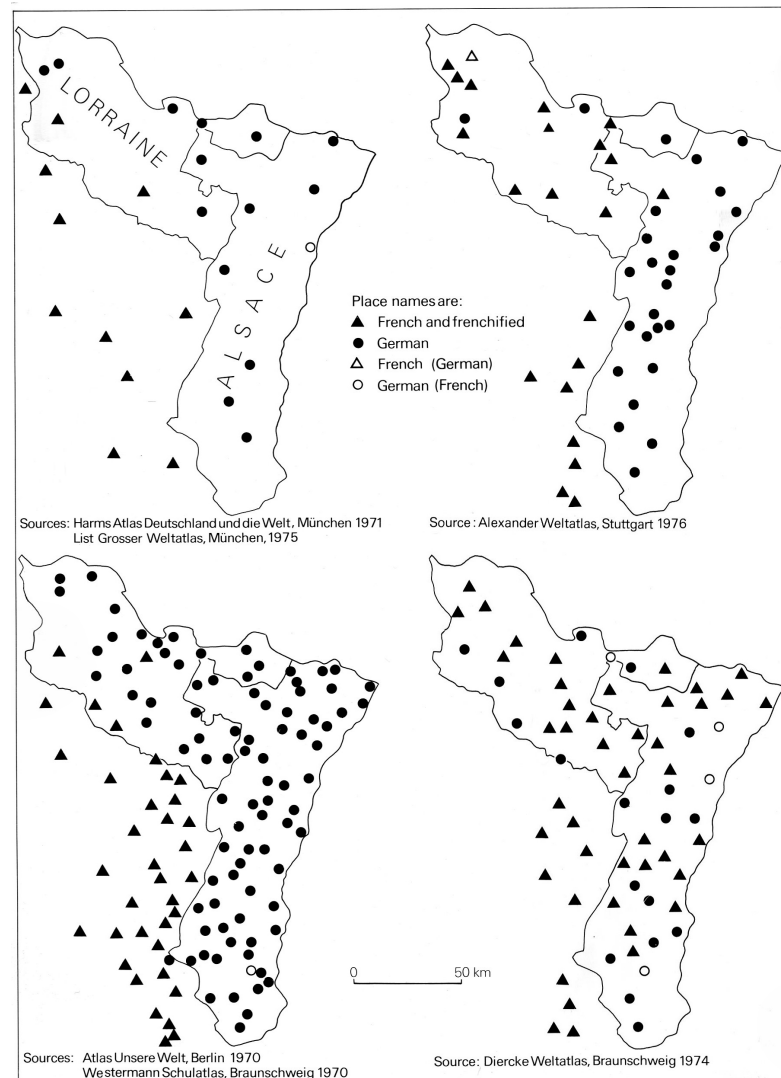 LORRAINE
ALSACE
Place names are:
French and frenchified
German
French (German)
German (French)
Sources: Harms Atlas Deutschland und die Welt, München 1971
List Grosser Weltatlas, München, 1975
Source: Alexander Weltatlas, Stuttgart 1976
0 50 km
Sources: Atlas Unsere Welt, Berlin 1970
Westermann Schulatlas, Braunschweig 1970
Source: Diercke Weltatlas, Braunschweig 1974